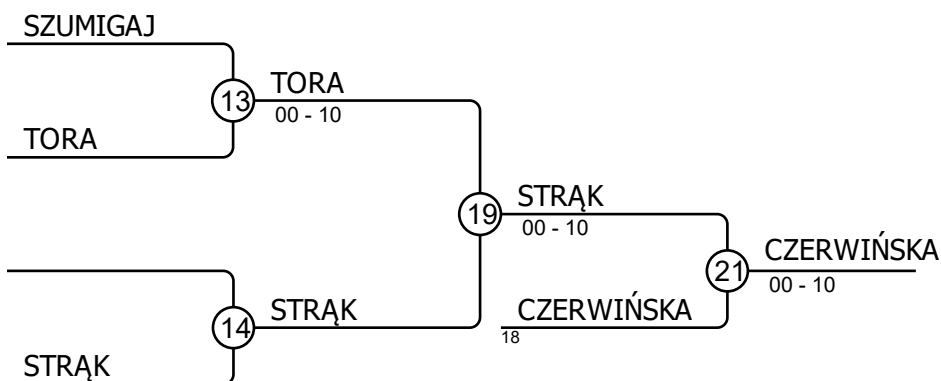 SZUMIGAJ
13
TORA
00 - 10
TORA
19
STRĄK
00 - 10
21
CZERWIŃSKA
00 - 10
14
STRĄK
CZERWIŃSKA
18
STRĄK